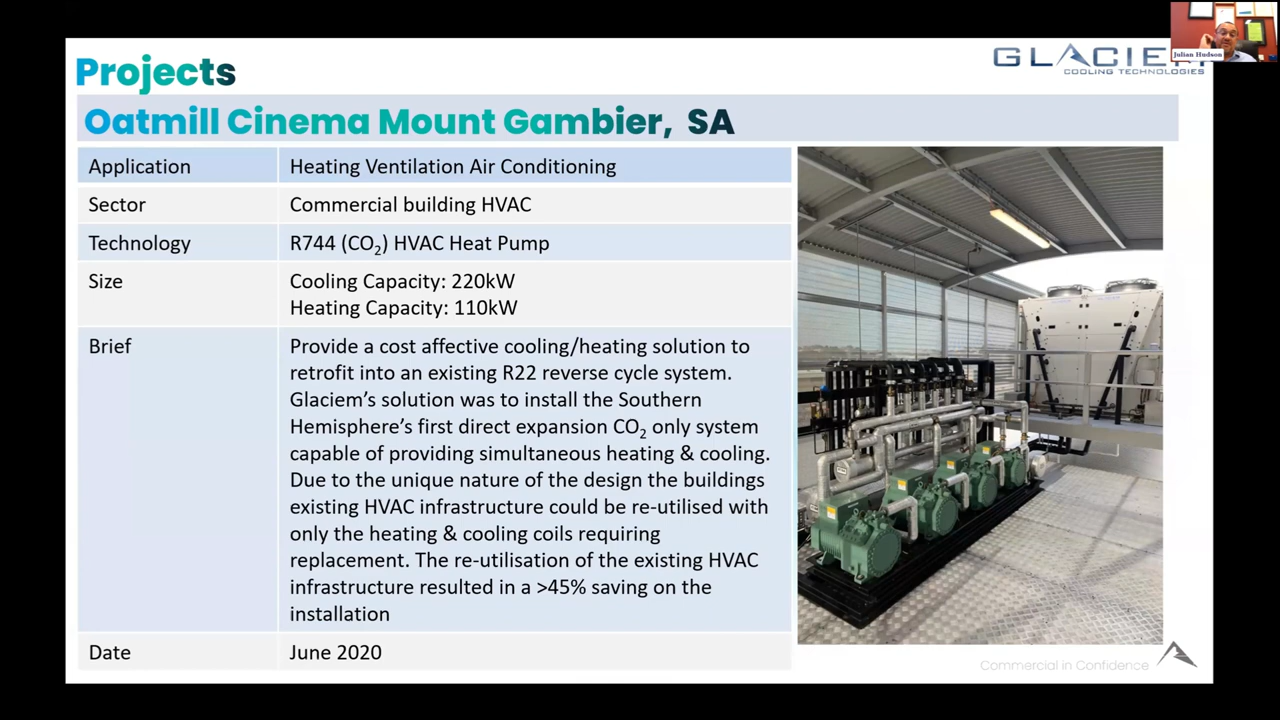 Projects
GLACIEM
COOLING TECHNOLOGIES
Julian Hudson
Oatmill Cinema Mount Gambier, SA
Application
Heating Ventilation Air Conditioning
Sector
Commercial building HVAC
Technology
R744 (CO2) HVAC Heat Pump
Size
Cooling Capacity: 220kW
Heating Capacity: 110kW
Brief
Provide a cost affective cooling/heating solution to
retrofit into an existing R22 reverse cycle system.
Glaciem’s solution was to install the Southern
Hemisphere’s first direct expansion CO2 only system
capable of providing simultaneous heating & cooling.
Due to the unique nature of the design the buildings
existing HVAC infrastructure could be re-utilised with
only the heating & cooling coils requiring
replacement. The re-utilisation of the existing HVAC
infrastructure resulted in a >45% saving on the
installation
Date
June 2020
Commercial in Confidence